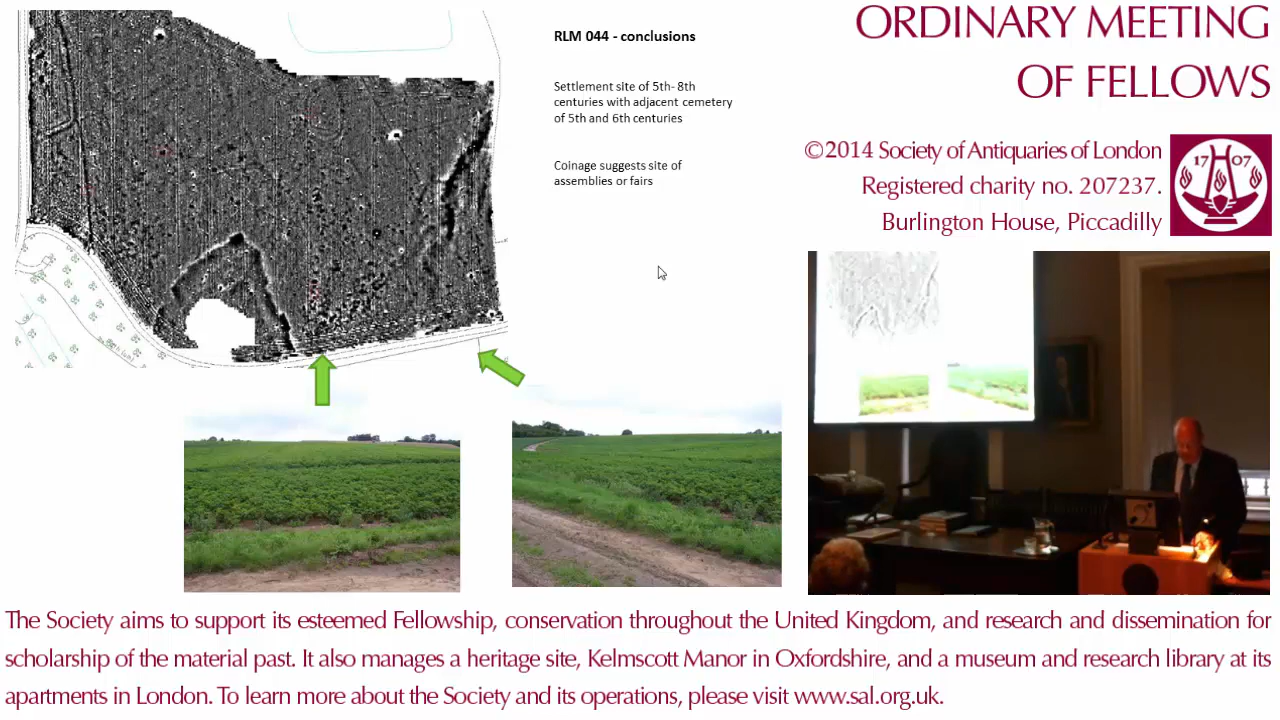 RLM 044 - conclusions
Settlement site of 5th- 8th
centuries with adjacent cemetery
of 5th and 6th centuries
Coinage suggests site of
assemblies or fairs
ORDINARY MEETING
OF FELLOWS
©2014 Society of Antiquaries of London
Registered charity no. 207237.
Burlington House, Piccadilly
17 07
The Society aims to support its esteemed Fellowship, conservation throughout the United Kingdom, and research and dissemination for
scholarship of the material past. It also manages a heritage site, Kelmscott Manor in Oxfordshire, and a museum and research library at its
apartments in London. To learn more about the Society and its operations, please visit www.sal.org.uk.